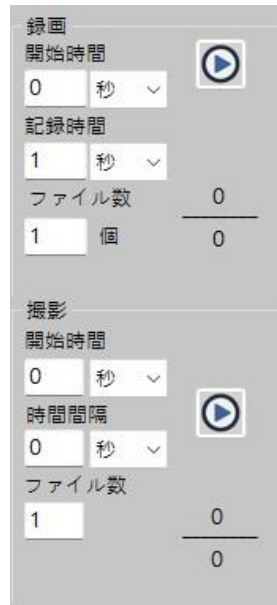 録画
開始時間
0 秒
記録時間
1 秒
ファイル数 0
1 個 0
撮影
開始時間
0 秒
時間間隔
0 秒
ファイル数
1 0
0